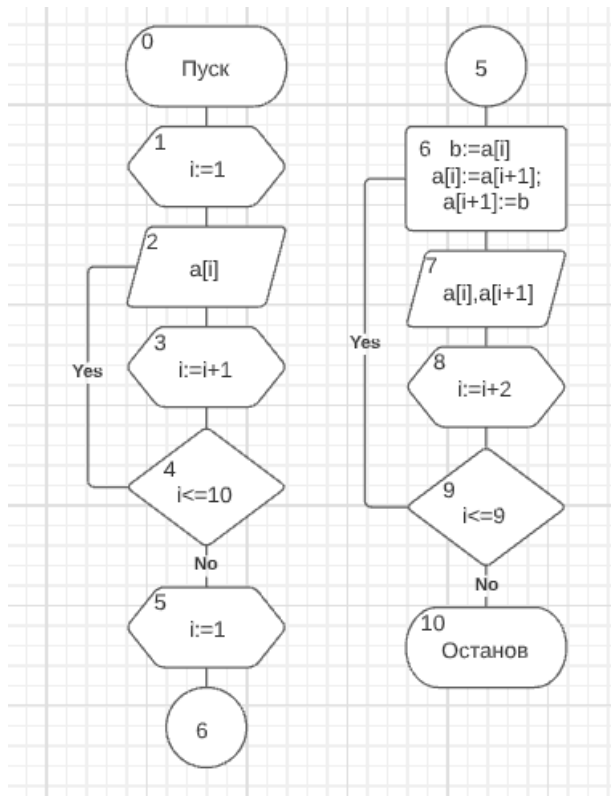 0
Пуск
1
i:=1
2
a[i]
3
i:=i+1
Yes
4
i<=10
No
5
i:=1
6
5
6 b:=a[i]
a[i]:=a[i+1];
a[i+1]:=b
7
a[i],a[i+1]
Yes
8
i:=i+2
9
i<=9
No
10
Останов